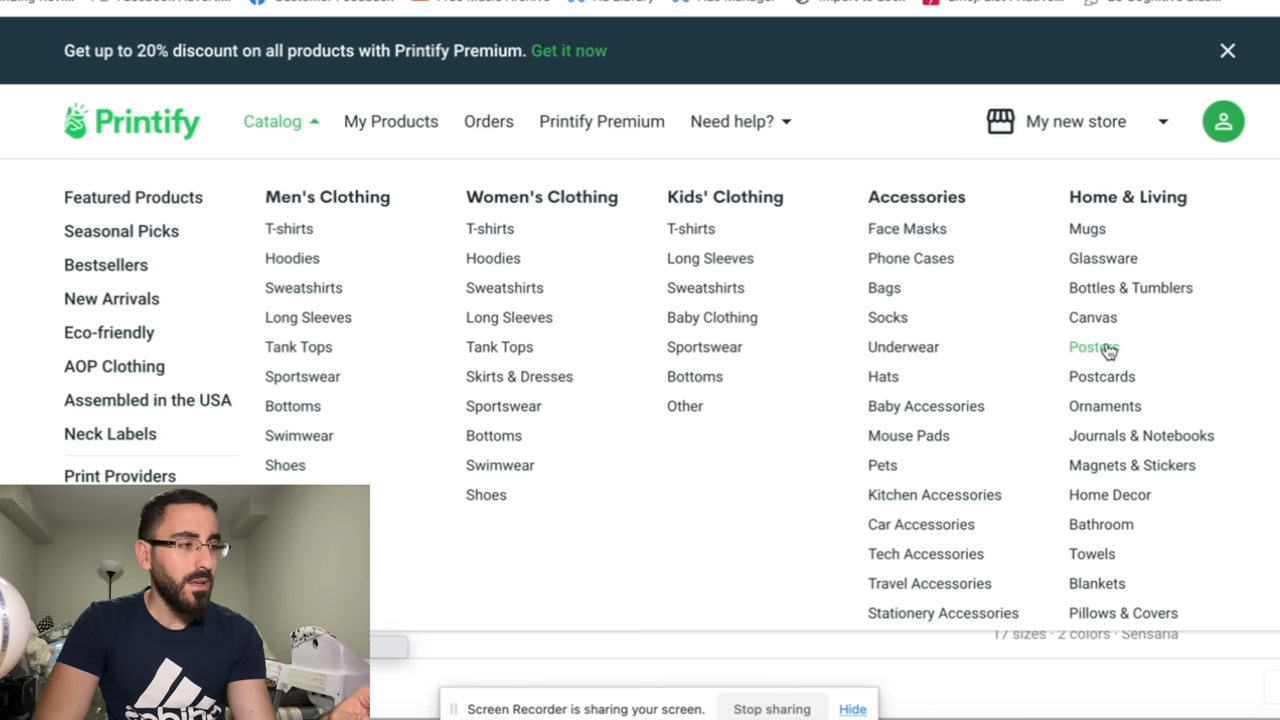 Get up to 20% discount on all products with Printify Premium. Get it now
Printify
Catalog
My Products
Orders
Printify Premium
Need help?
My new store
Featured Products
Seasonal Picks
Bestsellers
New Arrivals
Eco-friendly
AOP Clothing
Assembled in the USA
Neck Labels
Print Providers
Men's Clothing
T-shirts
Hoodies
Sweatshirts
Long Sleeves
Tank Tops
Sportswear
Bottoms
Swimwear
Shoes
Women's Clothing
T-shirts
Hoodies
Sweatshirts
Long Sleeves
Tank Tops
Skirts & Dresses
Sportswear
Bottoms
Swimwear
Shoes
Kids' Clothing
T-shirts
Long Sleeves
Sweatshirts
Baby Clothing
Sportswear
Bottoms
Other
Accessories
Face Masks
Phone Cases
Bags
Socks
Underwear
Hats
Baby Accessories
Mouse Pads
Pets
Kitchen Accessories
Car Accessories
Tech Accessories
Travel Accessories
Stationery Accessories
Home & Living
Mugs
Glassware
Bottles & Tumblers
Canvas
Posters
Postcards
Ornaments
Journals & Notebooks
Magnets & Stickers
Home Decor
Bathroom
Towels
Blankets
Pillows & Covers
17 sizes · 2 colors · Sensaria
Screen Recorder is sharing your screen.
Stop sharing
Hide